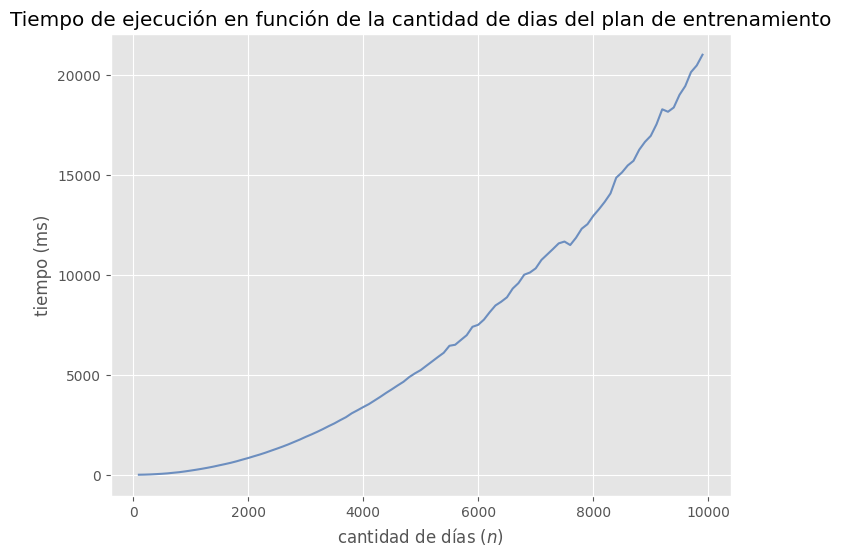 Tiempo de ejecución en función de la cantidad de dias del plan de entrenamiento
20000
15000
10000
5000
0
tiempo (ms)
0 2000 4000 6000 8000 10000
cantidad de días (n)